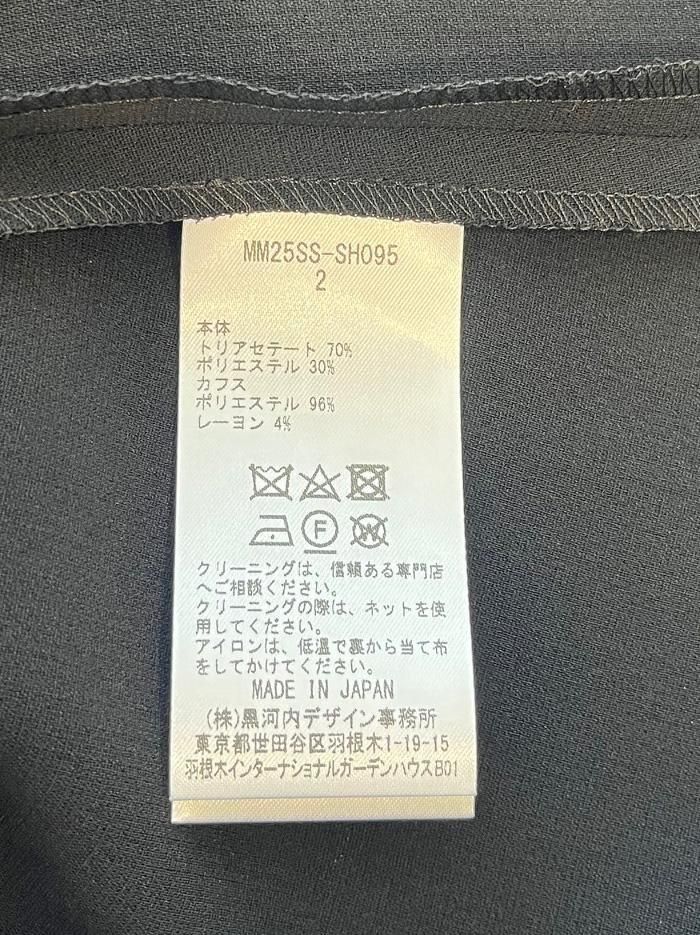 MM25SS-SH095
2
本体
トリアセテート 70%
ポリエステル 30%
カフス
ポリエステル 96%
レーヨン 4%
F
W
クリーニングは、信頼ある専門店
へご相談ください。
クリーニングの際は、ネットを使
用してください。
アイロンは、低温で裏から当て布
をしてかけてください。
MADE IN JAPAN
(株)黒河内デザイン事務所
東京都世田谷区羽根木1-19-15
羽根木インターナショナルガーデンハウスB01